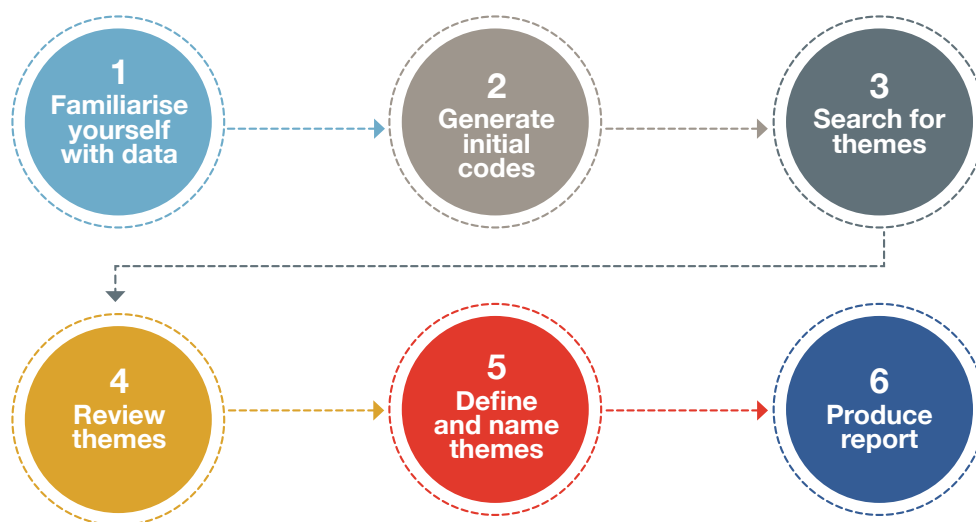 1
Familiarise
yourself
with data
2
Generate
initial
codes
3
Search for
themes
4
Review
themes
5
Define
and name
themes
6
Produce
report